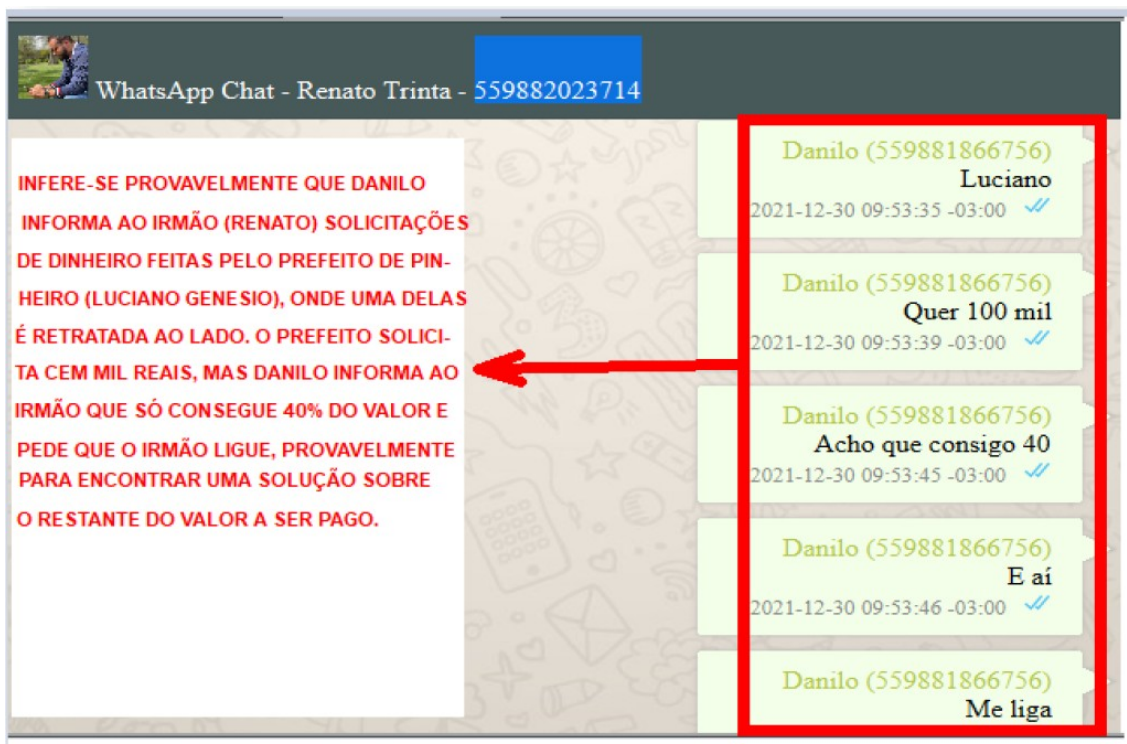 WhatsApp Chat - Renato Trinta - 559882023714
INFERE-SE PROVAVELMENTE QUE DANILO
INFORMA AO IRMÃO (RENATO) SOLICITAÇÕES
DE DINHEIRO FEITAS PELO PREFEITO DE PIN-
HEIRO (LUCIANO GENESIO), ONDE UMA DELAS
É RETRATADA AO LADO. O PREFEITO SOLICI-
TA CEM MIL REAIS, MAS DANILO INFORMA AO
IRMÃO QUE SÓ CONSEGUE 40% DO VALOR E
PEDE QUE O IRMÃO LIGUE, PROVAVELMENTE
PARA ENCONTRAR UMA SOLUÇÃO SOBRE
O RESTANTE DO VALOR A SER PAGO.
Danilo (559881866756)
Luciano
2021-12-30 09:53:35 -03:00
Danilo (559881866756)
Quer 100 mil
2021-12-30 09:53:39 -03:00
Danilo (559881866756)
Acho que consigo 40
2021-12-30 09:53:45 -03:00
Danilo (559881866756)
E aí
2021-12-30 09:53:46 -03:00
Danilo (559881866756)
Me liga